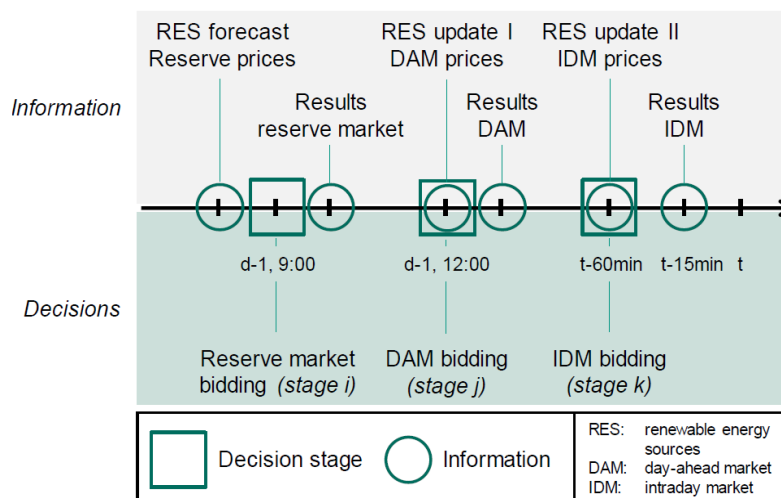 RES forecast
Reserve prices
RES update I
DAM prices
RES update II
IDM prices
Information
Results
reserve market
Results
DAM
Results
IDM
d-1, 9:00
d-1, 12:00
t-60min
t-15min
t
Decisions
Reserve market
bidding (stage i)
DAM bidding
(stage j)
IDM bidding
(stage k)
Decision stage
Information
RES: renewable energy
sources
DAM: day-ahead market
IDM: intraday market